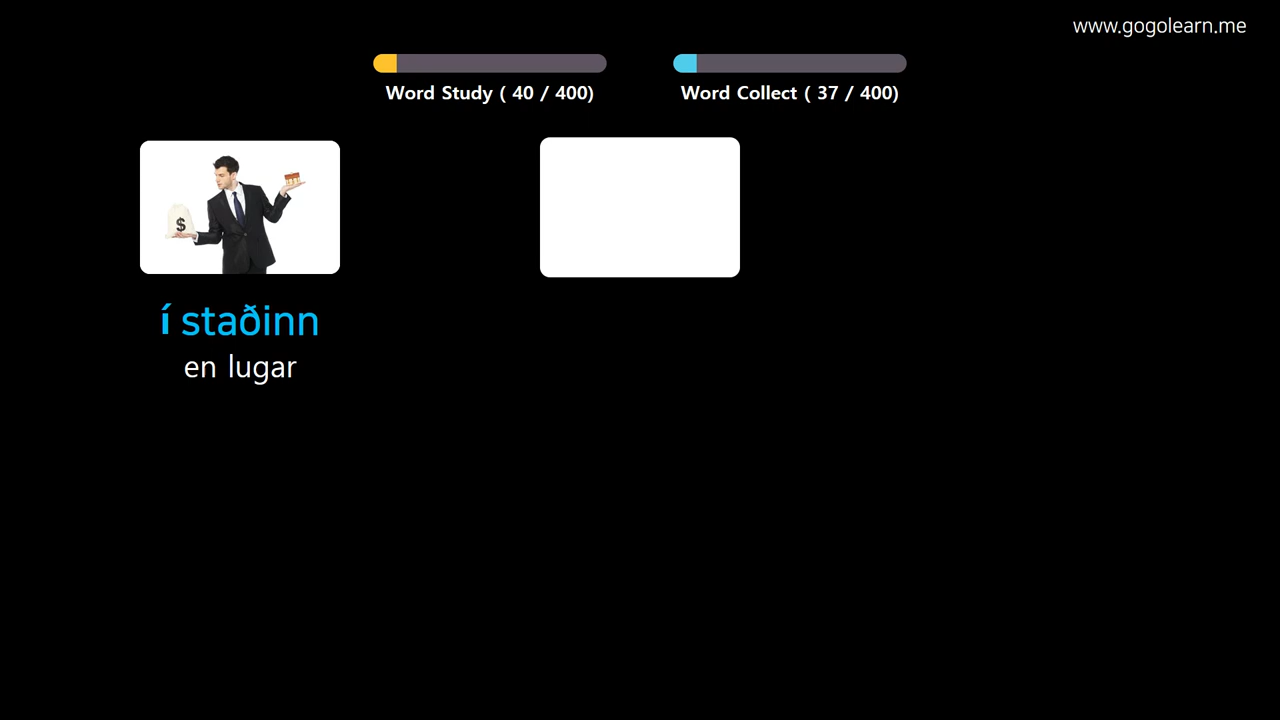 www.gogolearn.me
Word Study ( 40 / 400)
Word Collect ( 37 / 400)
$
í staðinn
en lugar